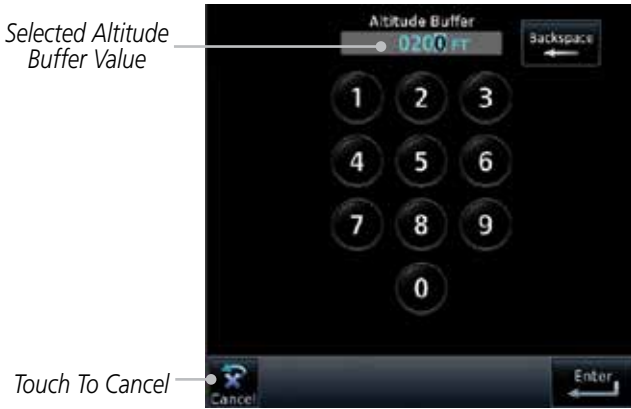 Altitude Buffer
Selected Altitude
Buffer Value
0200 FT
Backspace
1 2 3
4 5 6
7 8 9
0
Touch To Cancel
Cancel
Enter